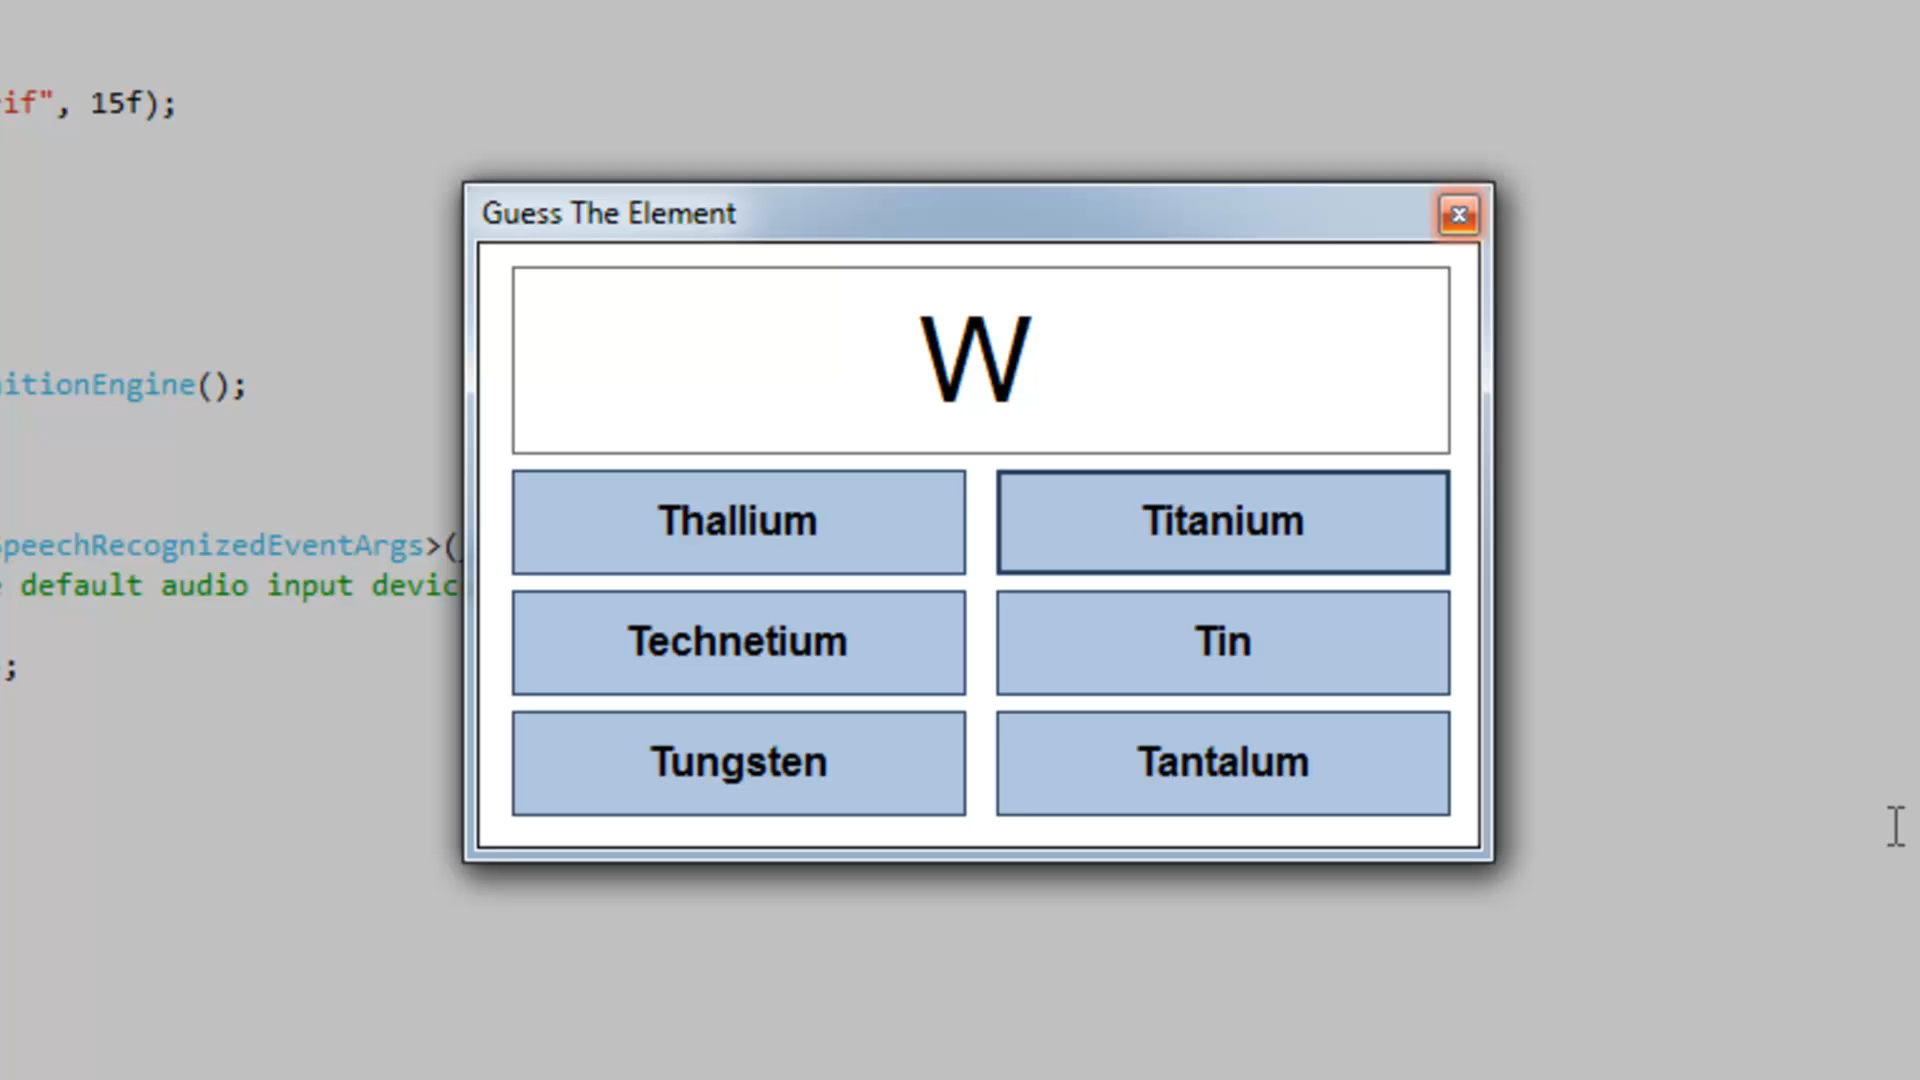 if", 15f);
Guess The Element
W
itionEngine();
Thallium
Titanium
peechRecognizedEventArgs>(
default audio input devic
Technetium
Tin
;
Tungsten
Tantalum